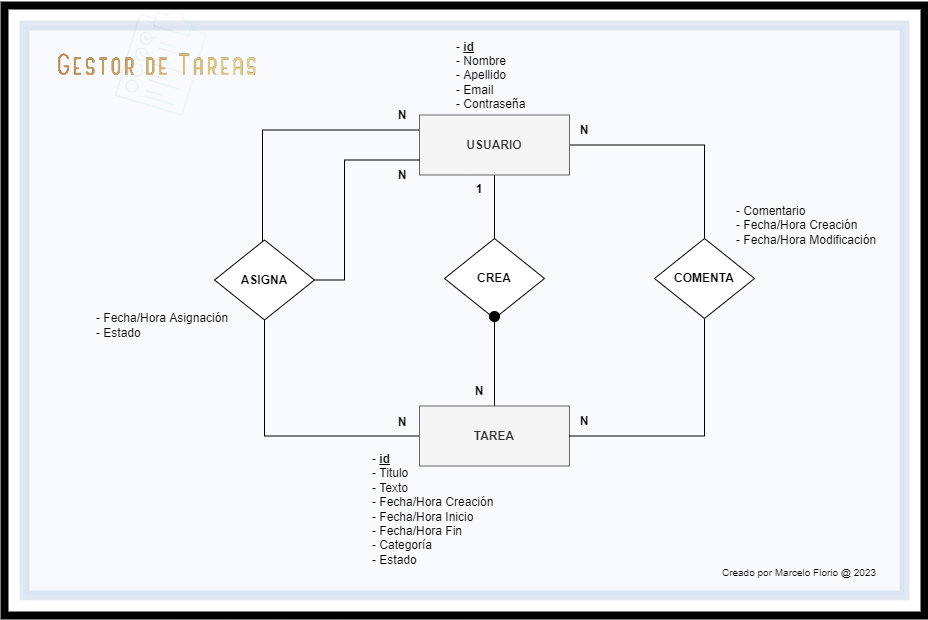 GESTOR DE TAREAS
- id
- Nombre
- Apellido
- Email
- Contraseña
N
N
USUARIO
N
1
- Comentario
- Fecha/Hora Creación
- Fecha/Hora Modificación
ASIGNA
CREA
COMENTA
- Fecha/Hora Asignación
- Estado
N
N
N
TAREA
- id
- Titulo
- Texto
- Fecha/Hora Creación
- Fecha/Hora Inicio
- Fecha/Hora Fin
- Categoría
- Estado
Creado por Marcelo Florio @ 2023